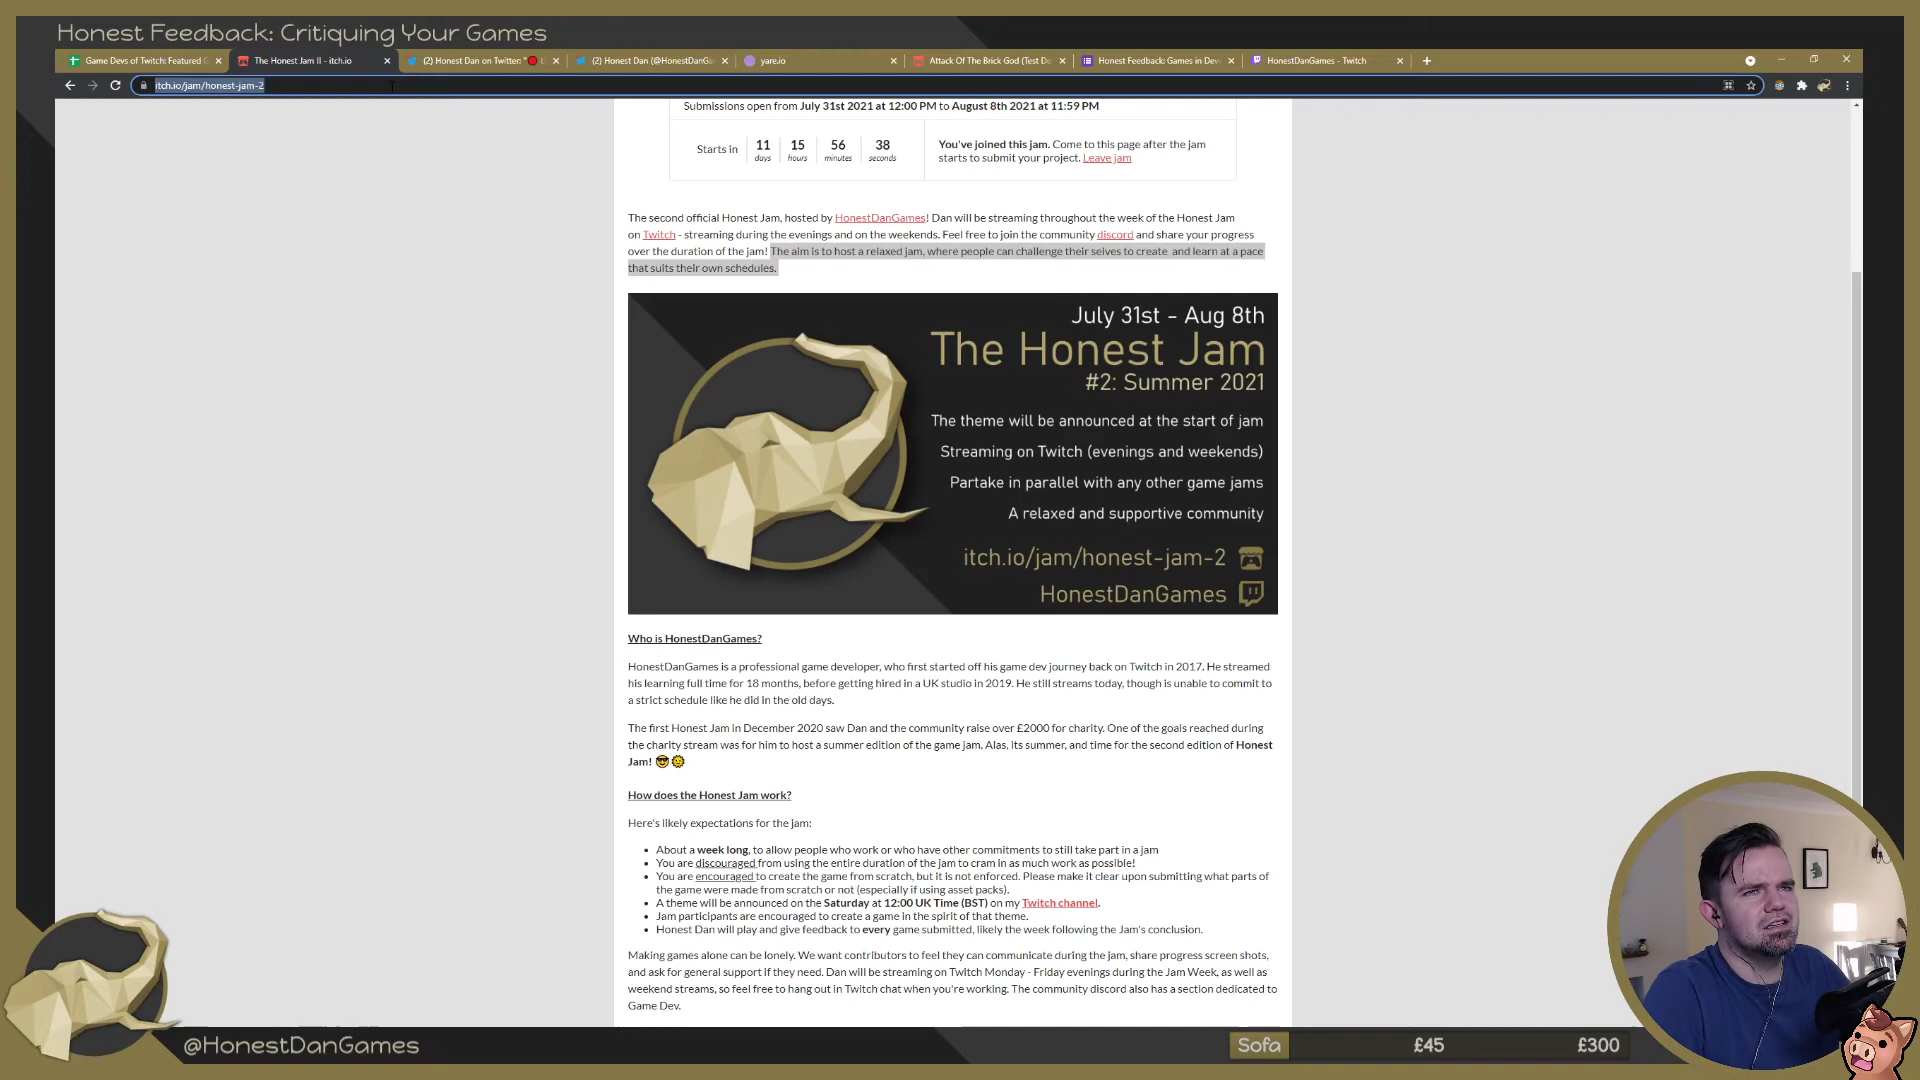 Honest Feedback: Critiquing Your Games
Game Devs of Twitch: Featured G
The Honest Jam II - itch.io
(2) Honest Dan on Twitter: "
(2) Honest Dan (@HonestDanGa
yare.io
Attack Of The Brick God (Test De
Honest Feedback: Games in Dev
HonestDanGames - Twitch
itch.io/jam/honest-jam-2
Submissions open from July 31st 2021 at 12:00 PM to August 8th 2021 at 11:59 PM
Starts in 11 days 15 hours 56 minutes 38 seconds
You've joined this jam. Come to this page after the jam
starts to submit your project. Leave jam
The second official Honest Jam, hosted by HonestDanGames! Dan will be streaming throughout the week of the Honest Jam
on Twitch - streaming during the evenings and on the weekends. Feel free to join the community discord and share your progress
over the duration of the jam! The aim is to host a relaxed jam, where people can challenge their selves to create and learn at a pace
that suits their own schedules.
July 31st - Aug 8th
The Honest Jam
#2: Summer 2021
The theme will be announced at the start of jam
Streaming on Twitch (evenings and weekends)
Partake in parallel with any other game jams
A relaxed and supportive community
itch.io/jam/honest-jam-2
HonestDanGames
Who is HonestDanGames?
HonestDanGames is a professional game developer, who first started off his game dev journey back on Twitch in 2017. He streamed
his learning full time for 18 months, before getting hired in a UK studio in 2019. He still streams today, though is unable to commit to
a strict schedule like he did in the old days.
The first Honest Jam in December 2020 saw Dan and the community raise over £2000 for charity. One of the goals reached during
the charity stream was for him to host a summer edition of the game jam. Alas, its summer, and time for the second edition of Honest
Jam! 😎🌞
How does the Honest Jam work?
Here's likely expectations for the jam:
• About a week long, to allow people who work or who have other commitments to still take part in a jam
• You are discouraged from using the entire duration of the jam to cram in as much work as possible!
• You are encouraged to create the game from scratch, but it is not enforced. Please make it clear upon submitting what parts of
the game were made from scratch or not (especially if using asset packs).
• A theme will be announced on the Saturday at 12:00 UK Time (BST) on my Twitch channel.
• Jam participants are encouraged to create a game in the spirit of that theme.
• Honest Dan will play and give feedback to every game submitted, likely the week following the Jam's conclusion.
Making games alone can be lonely. We want contributors to feel they can communicate during the jam, share progress screen shots,
and ask for general support if they need. Dan will be streaming on Twitch Monday - Friday evenings during the Jam Week, as well as
weekend streams, so feel free to hang out in Twitch chat when you're working. The community discord also has a section dedicated to
Game Dev.
@HonestDanGames
Sofa £45 £300